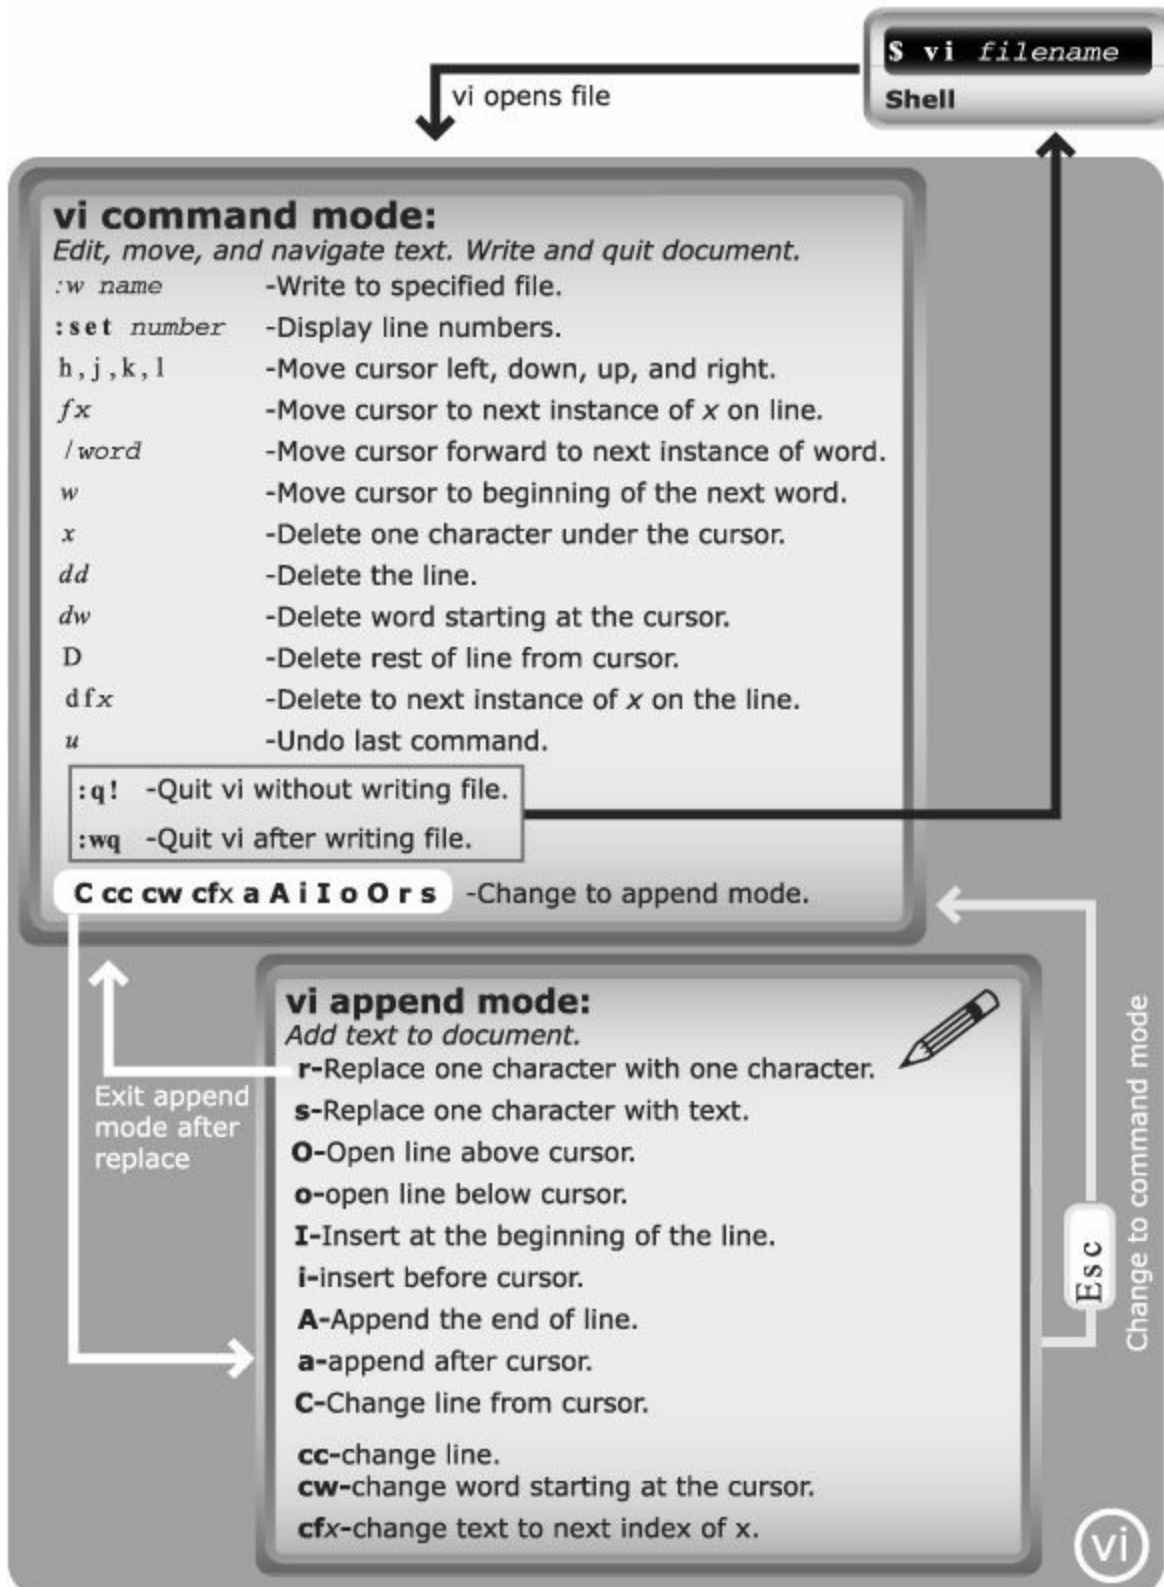 $ vi filename
Shell
vi opens file
vi command mode:
Edit, move, and navigate text. Write and quit document.
:w name -Write to specified file.
:set number -Display line numbers.
h,j,k,l -Move cursor left, down, up, and right.
fx -Move cursor to next instance of x on line.
/word -Move cursor forward to next instance of word.
w -Move cursor to beginning of the next word.
x -Delete one character under the cursor.
dd -Delete the line.
dw -Delete word starting at the cursor.
D -Delete rest of line from cursor.
dfx -Delete to next instance of x on the line.
u -Undo last command.
:q! -Quit vi without writing file.
:wq -Quit vi after writing file.
C cc cw cfx a A i I o O r s -Change to append mode.
vi append mode:
Add text to document.
r-Replace one character with one character.
s-Replace one character with text.
O-Open line above cursor.
o-open line below cursor.
I-Insert at the beginning of the line.
i-insert before cursor.
A-Append the end of line.
a-append after cursor.
C-Change line from cursor.
cc-change line.
cw-change word starting at the cursor.
cfx-change text to next index of x.
Exit append
mode after
replace
Esc
Change to command mode
vi